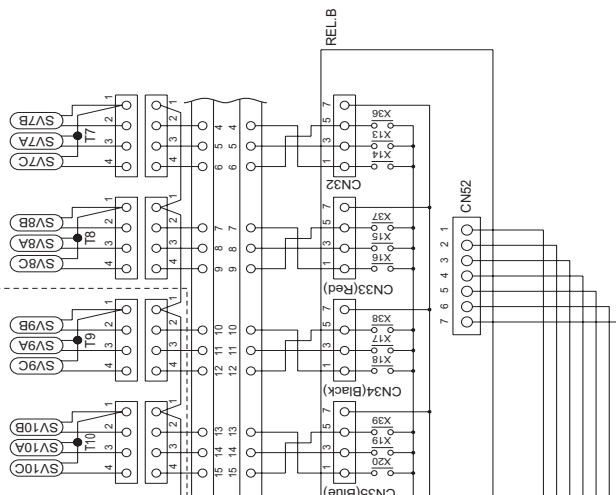 REL.B
SV7B
SV7A
SV7C
T7
1
2
3
4
1
2
3
4
4
5
6
4
5
6
7
5
3
1
X36
X13
X14
CN32
SV8B
SV8A
SV8C
T8
1
2
3
4
1
2
3
4
7
8
9
7
8
9
7
5
3
1
X37
X15
X16
CN33(Red)
CN52
1
2
3
4
5
6
7
SV9B
SV9A
SV9C
T9
1
2
3
4
1
2
3
4
10
11
12
10
11
12
7
5
3
1
X38
X17
X18
CN34(Black)
SV10B
SV10A
SV10C
T10
1
2
3
4
1
2
3
4
13
14
15
13
14
15
7
5
3
1
X39
X19
X20
CN35(Blue)